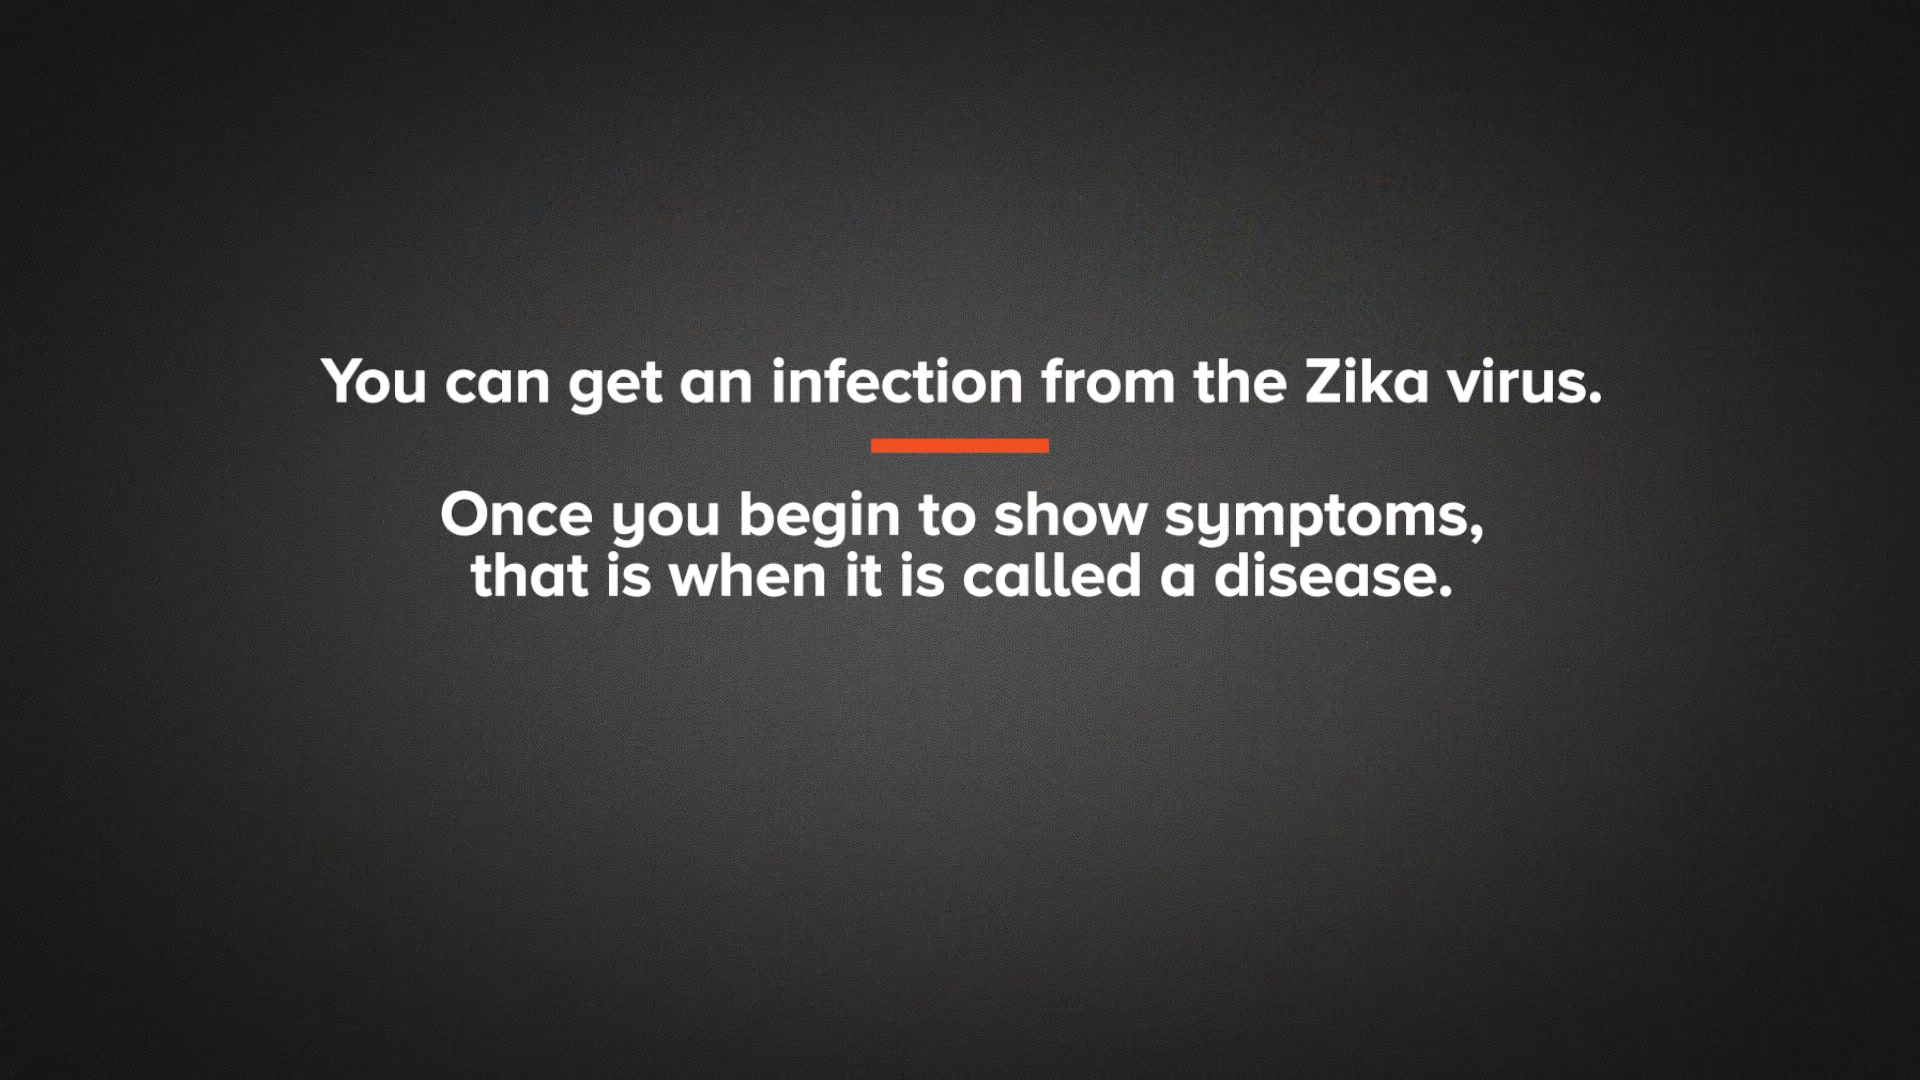 You can get an infection from the Zika virus.
Once you begin to show symptoms,
that is when it is called a disease.